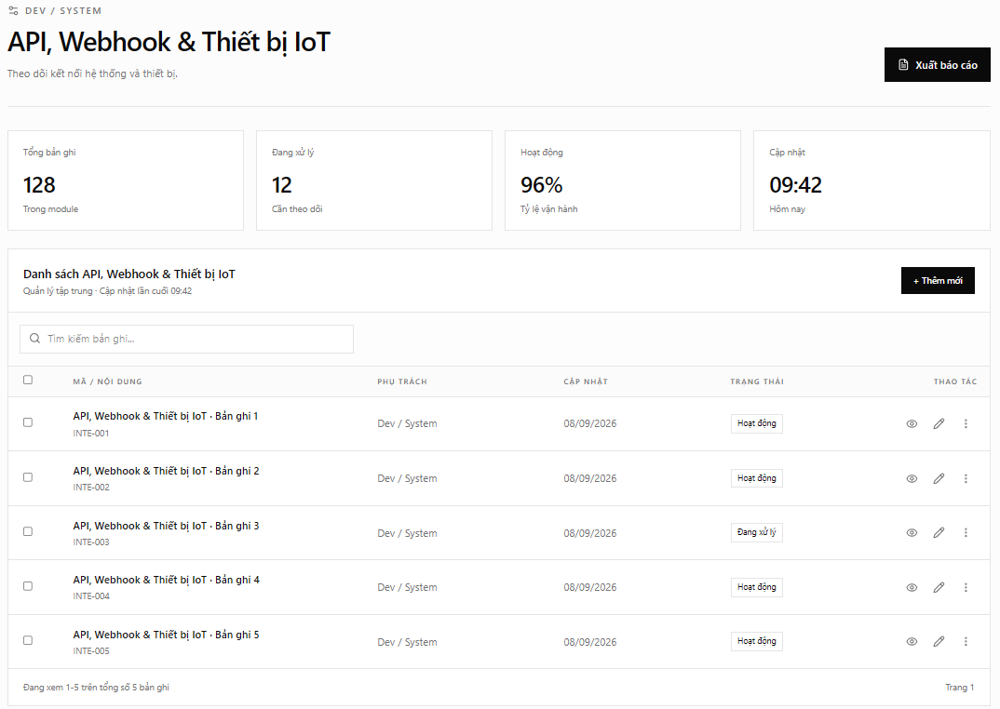 DEV / SYSTEM
API, Webhook & Thiết bị IoT
Theo dõi kết nối hệ thống và thiết bị.
Xuất báo cáo
Tổng bản ghi
128
Trong module
Đang xử lý
12
Cần theo dõi
Hoạt động
96%
Tỷ lệ vận hành
Cập nhật
09:42
Hôm nay
Danh sách API, Webhook & Thiết bị IoT
Quản lý tập trung · Cập nhật lần cuối 09:42
+ Thêm mới
Tìm kiếm bản ghi...
MÃ / NỘI DUNG PHỤ TRÁCH CẬP NHẬT TRẠNG THÁI THAO TÁC
API, Webhook & Thiết bị IoT · Bản ghi 1
INTE-001
Dev / System 08/09/2026 Hoạt động
API, Webhook & Thiết bị IoT · Bản ghi 2
INTE-002
Dev / System 08/09/2026 Hoạt động
API, Webhook & Thiết bị IoT · Bản ghi 3
INTE-003
Dev / System 08/09/2026 Đang xử lý
API, Webhook & Thiết bị IoT · Bản ghi 4
INTE-004
Dev / System 08/09/2026 Hoạt động
API, Webhook & Thiết bị IoT · Bản ghi 5
INTE-005
Dev / System 08/09/2026 Hoạt động
Đang xem 1-5 trên tổng số 5 bản ghi
Trang 1